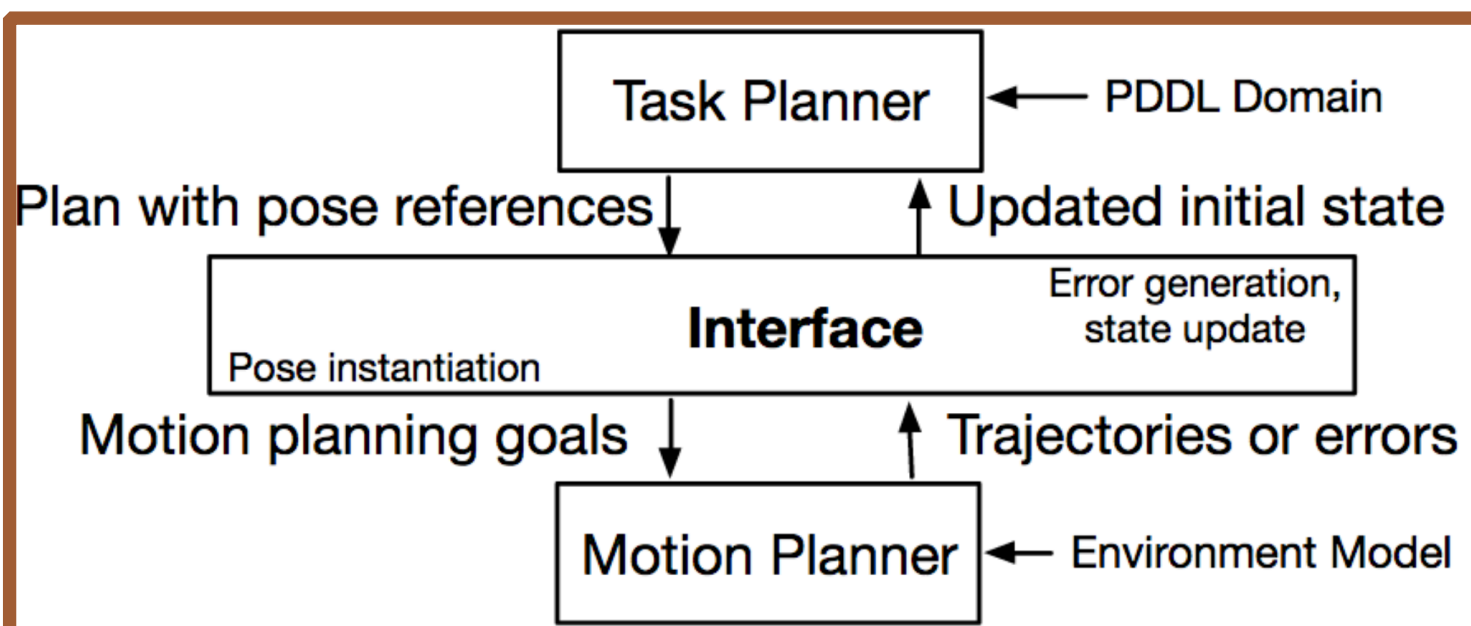 Task Planner
PDDL Domain
Plan with pose references
Updated initial state
Error generation,
state update
Interface
Pose instantiation
Motion planning goals
Trajectories or errors
Motion Planner
Environment Model